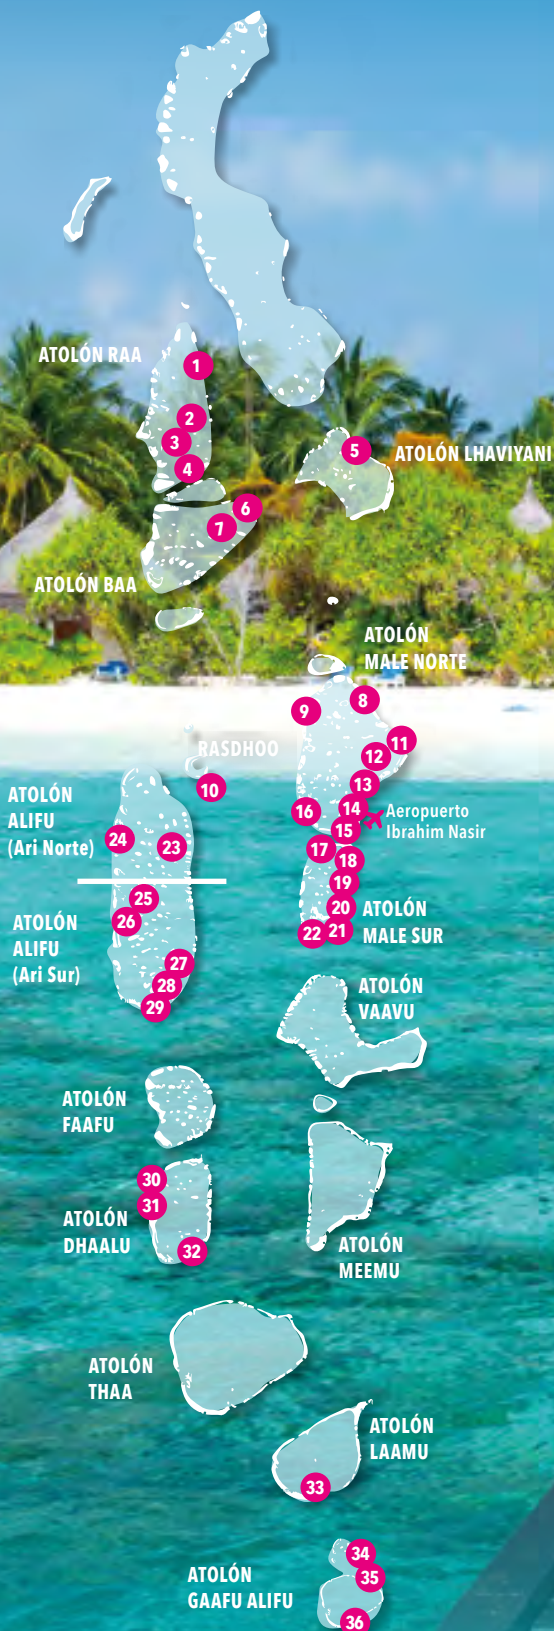 ATOLÓN RAA
1
2
3
4
5
ATOLÓN LHAVIYANI
6
7
ATOLÓN BAA
ATOLÓN
MALE NORTE
8
9
11
12
RASDHOO
10
13
ATOLÓN
ALIFU
(Ari Norte)
14
16
Aeropuerto
Ibrahim Nasir
15
24
23
17
18
19
25
26
20
ATOLÓN
MALE SUR
21
22
ATOLÓN
ALIFU
(Ari Sur)
27
28
29
ATOLÓN
VAAVU
ATOLÓN
FAAFU
30
31
ATOLÓN
DHAALU
32
ATOLÓN
MEEMU
ATOLÓN
THAA
ATOLÓN
LAAMU
33
34
35
ATOLÓN
GAAFU ALIFU
36